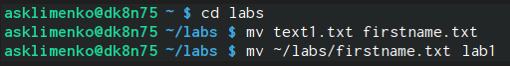 asklimenko@dk8n75 ~ $ cd labs
asklimenko@dk8n75 ~/labs $ mv text1.txt firstname.txt
asklimenko@dk8n75 ~/labs $ mv ~/labs/firstname.txt lab1